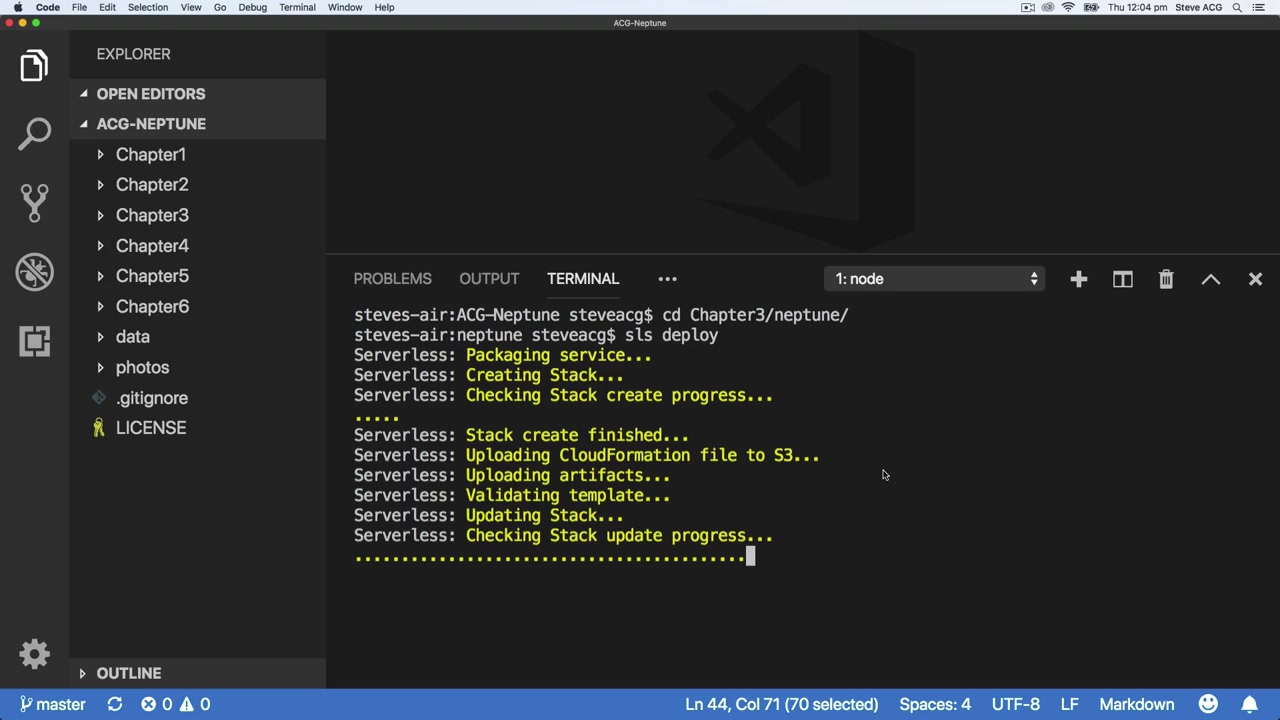 Code File Edit Selection View Go Debug Terminal Window Help Thu 12:04 pm Steve ACG
ACG-Neptune
EXPLORER
OPEN EDITORS
ACG-NEPTUNE
Chapter1
Chapter2
Chapter3
Chapter4
Chapter5
Chapter6
data
photos
.gitignore
LICENSE
OUTLINE
PROBLEMS OUTPUT TERMINAL ••• 1: node
steves-air:ACG-Neptune steveacg$ cd Chapter3/neptune/
steves-air:neptune steveacg$ sls deploy
Serverless: Packaging service...
Serverless: Creating Stack...
Serverless: Checking Stack create progress...
.....
Serverless: Stack create finished...
Serverless: Uploading CloudFormation file to S3...
Serverless: Uploading artifacts...
Serverless: Validating template...
Serverless: Updating Stack...
Serverless: Checking Stack update progress...
..........................................
master 0 0 Ln 44, Col 71 (70 selected) Spaces: 4 UTF-8 LF Markdown